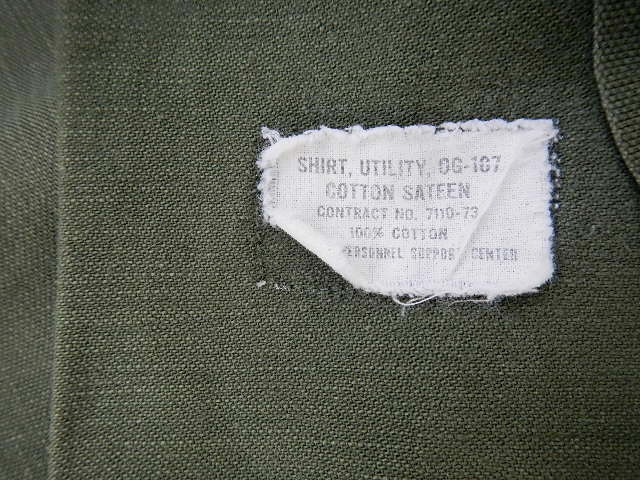 SHIRT, UTILITY, OG-107
COTTON SATEEN
CONTRACT NO. 7110-73
100% COTTON
PERSONNEL SUPPORT CENTER